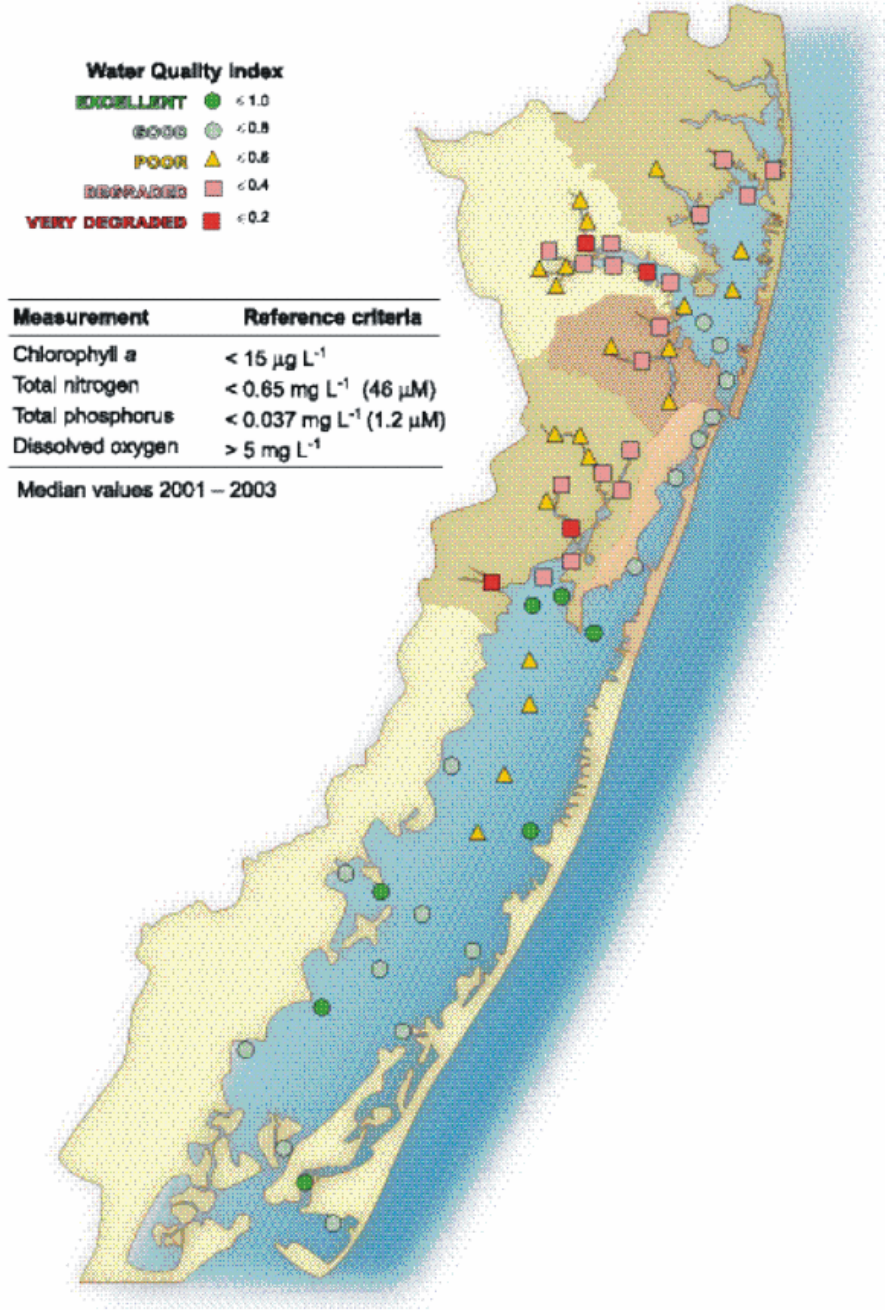 Water Quality Index
EXCELLENT ≤ 1.0
GOOD ≤ 0.8
POOR ≤ 0.6
DEGRADED ≤ 0.4
VERY DEGRADED ≤ 0.2
Measurement Reference criteria
Chlorophyll a < 15 μg L-1
Total nitrogen < 0.65 mg L-1 (46 μM)
Total phosphorus < 0.037 mg L-1 (1.2 μM)
Dissolved oxygen > 5 mg L-1
Median values 2001 – 2003